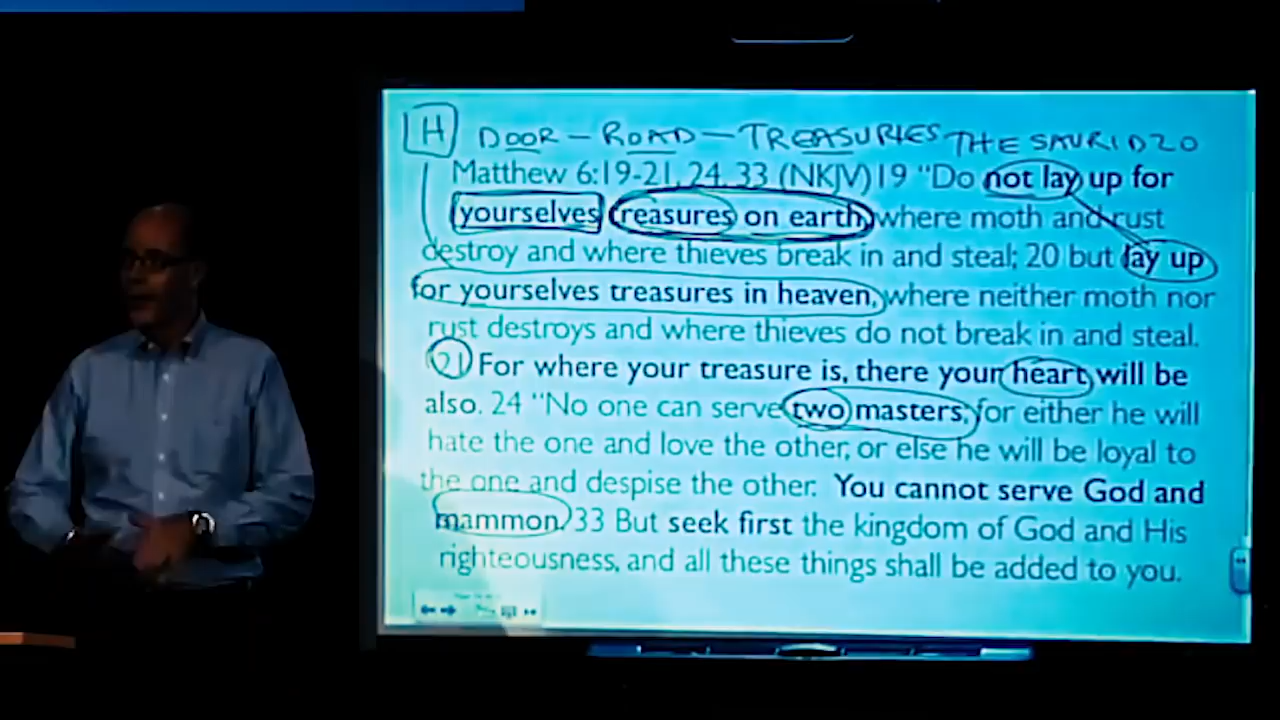 H DOOR – ROAD – TREASURIES THE SAURIDZO
Matthew 6:19-21, 24, 33 (NKJV) 19 "Do not lay up for
yourselves treasures on earth, where moth and rust
destroy and where thieves break in and steal; 20 but lay up
for yourselves treasures in heaven, where neither moth nor
rust destroys and where thieves do not break in and steal.
21 For where your treasure is, there your heart will be
also. 24 "No one can serve two masters; for either he will
hate the one and love the other, or else he will be loyal to
the one and despise the other. You cannot serve God and
mammon. 33 But seek first the kingdom of God and His
righteousness, and all these things shall be added to you.